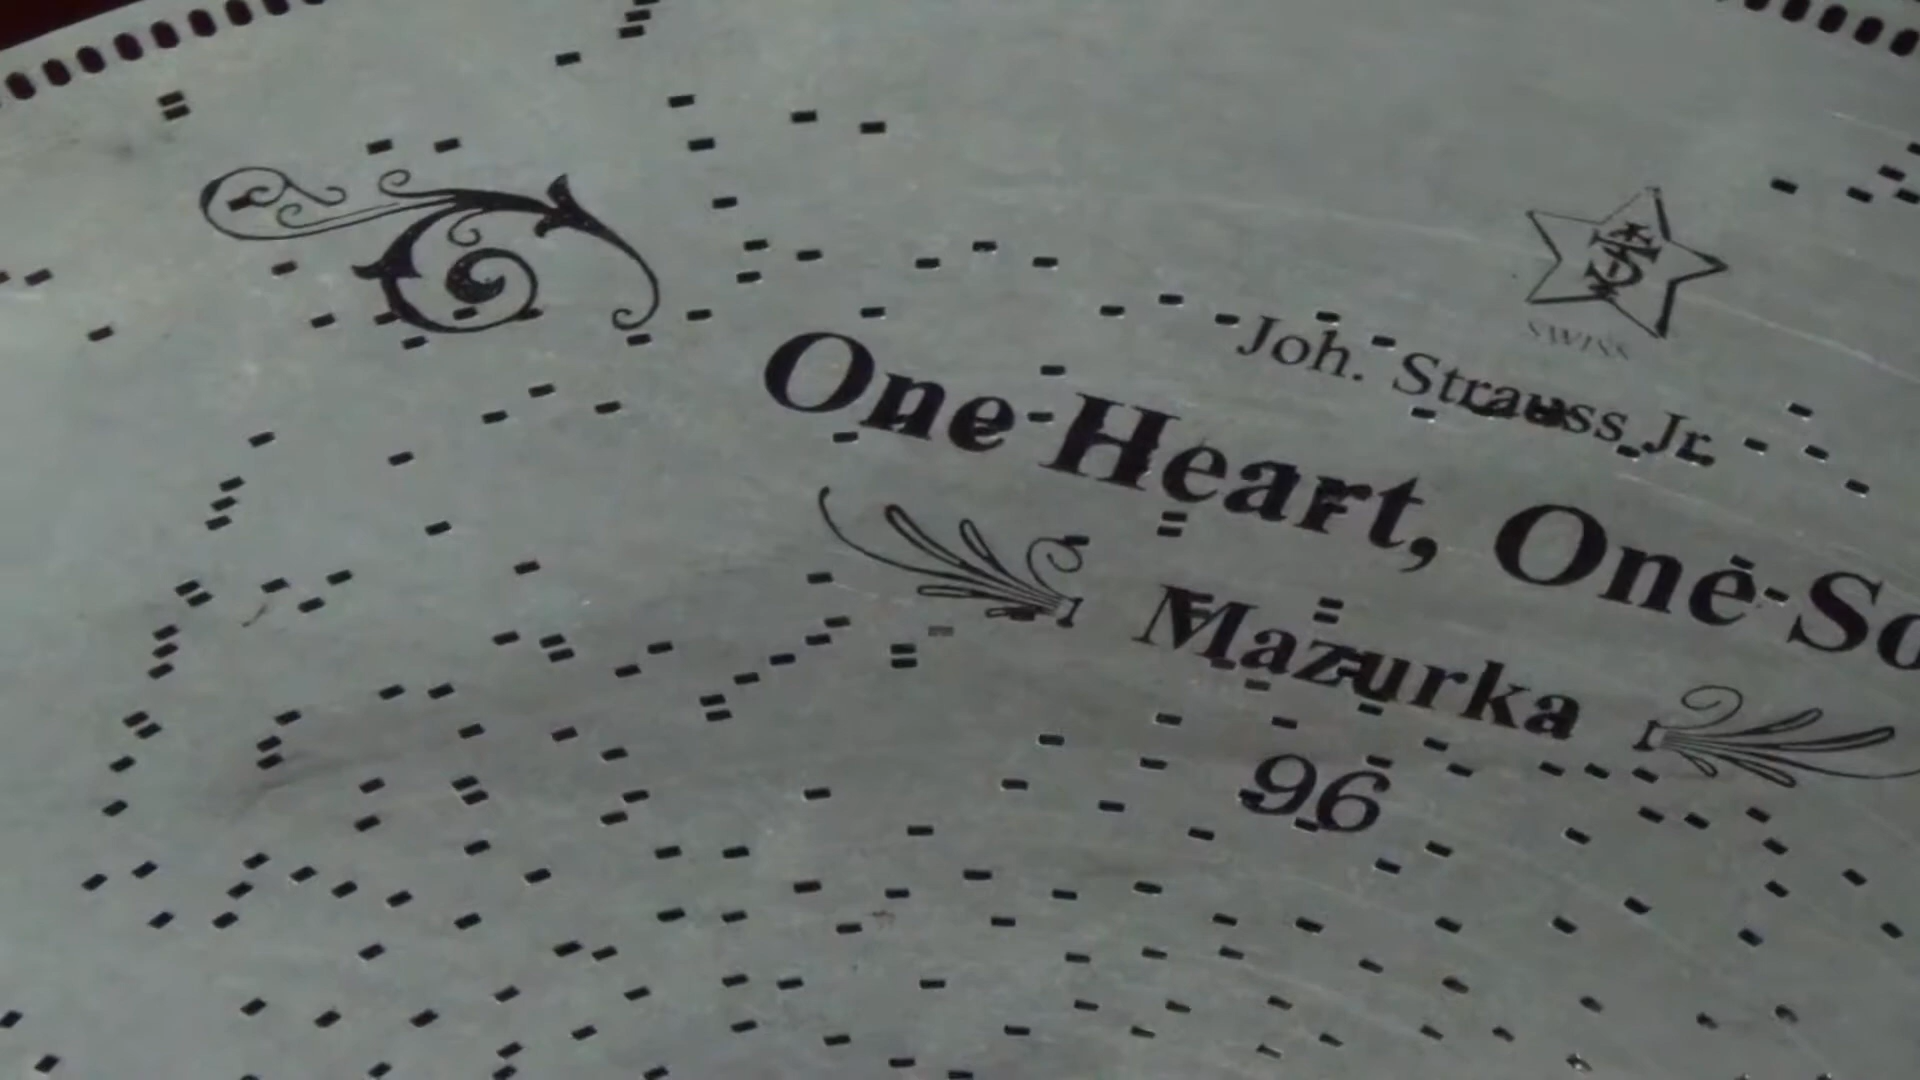 SWISS
Joh. Strauss Jr.
One Heart, One So
Mazurka
96